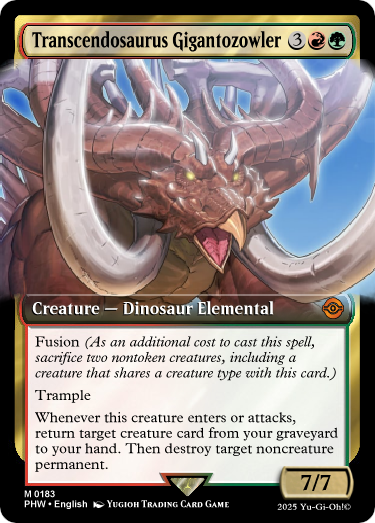 Transcendosaurus Gigantozowler 3
Creature — Dinosaur Elemental
Fusion (As an additional cost to cast this spell,
sacrifice two nontoken creatures, including a
creature that shares a creature type with this card.)
Trample
Whenever this creature enters or attacks,
return target creature card from your graveyard
to your hand. Then destroy target noncreature
permanent.
7/7
M 0183
PHW • English Yugioh Trading Card Game
2025 Yu-Gi-Oh!©